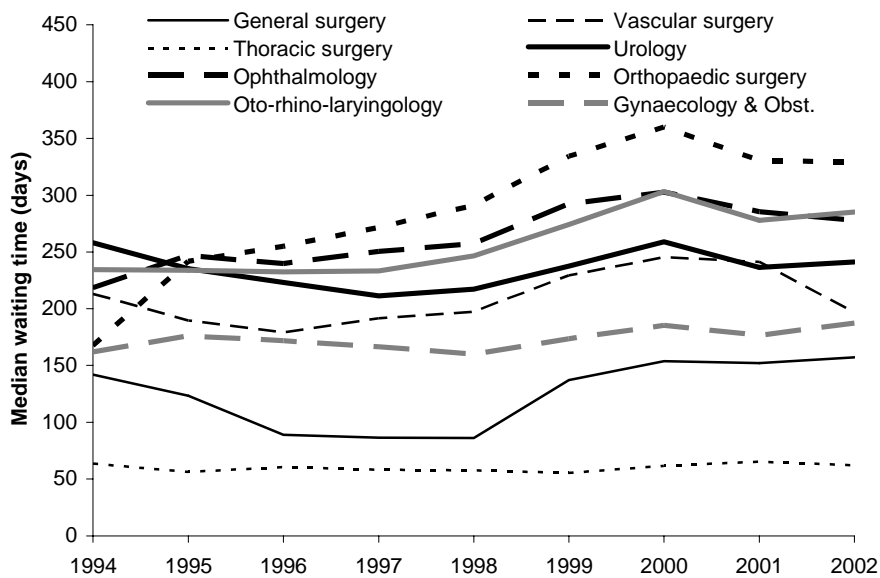 General surgery
Vascular surgery
Thoracic surgery
Urology
Ophthalmology
Orthopaedic surgery
Oto-rhino-laryingology
Gynaecology & Obst.
Median waiting time (days)
450
400
350
300
250
200
150
100
50
0
1994 1995 1996 1997 1998 1999 2000 2001 2002